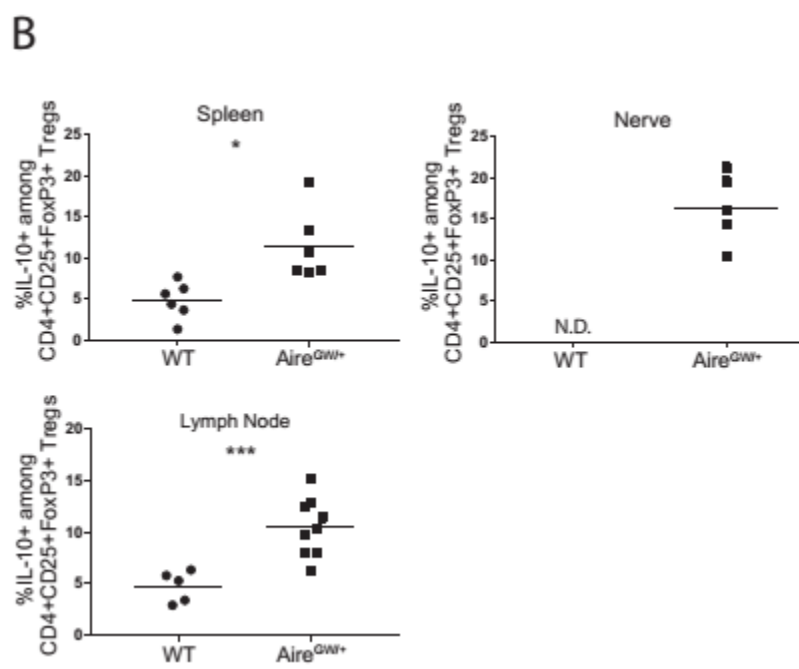 B
Spleen
*
%IL-10+ among
CD4+CD25+FoxP3+ Tregs
25
20
15
10
5
0
WT
Aire^GW/+
Nerve
%IL-10+ among
CD4+CD25+FoxP3+ Tregs
25
20
15
10
5
0
N.D.
WT
Aire^GW/+
Lymph Node
***
%IL-10+ among
CD4+CD25+FoxP3+ Tregs
20
15
10
5
0
WT
Aire^GW/+